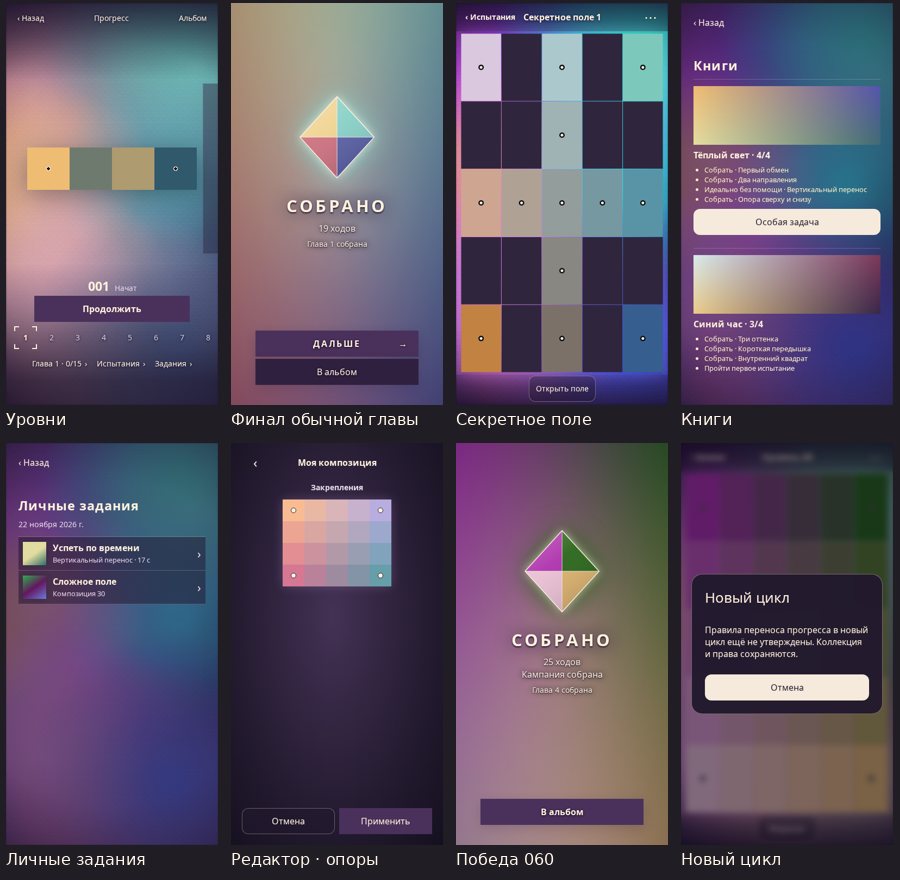 ‹ Назад
Прогресс
Альбом
001 Начат
Продолжить
1 2 3 4 5 6 7 8
Глава 1 · 0/15 › Испытания › Задания ›
Уровни
СОБРАНО
19 ходов
Глава 1 собрана
ДАЛЬШЕ →
В альбом
Финал обычной главы
‹ Испытания Секретное поле 1 ···
Открыть поле
Секретное поле
‹ Назад
Книги
Тёплый свет · 4/4
• Собрать · Первый обмен
• Собрать · Два направления
• Идеально без помощи · Вертикальный перенос
• Собрать · Опора сверху и снизу
Особая задача
Синий час · 3/4
• Собрать · Три оттенка
• Собрать · Короткая передышка
• Собрать · Внутренний квадрат
• Пройти первое испытание
Книги
‹ Назад
Личные задания
22 ноября 2026 г.
Успеть по времени
Вертикальный перенос · 17 с ›
Сложное поле
Композиция 30 ›
Личные задания
‹ Моя композиция
Закрепления
Отмена
Применить
Редактор · опоры
СОБРАНО
25 ходов
Кампания собрана
Глава 4 собрана
В альбом
Победа 060
Новый цикл
Правила переноса прогресса в новый
цикл ещё не утверждены. Коллекция
и права сохраняются.
Отмена
Новый цикл